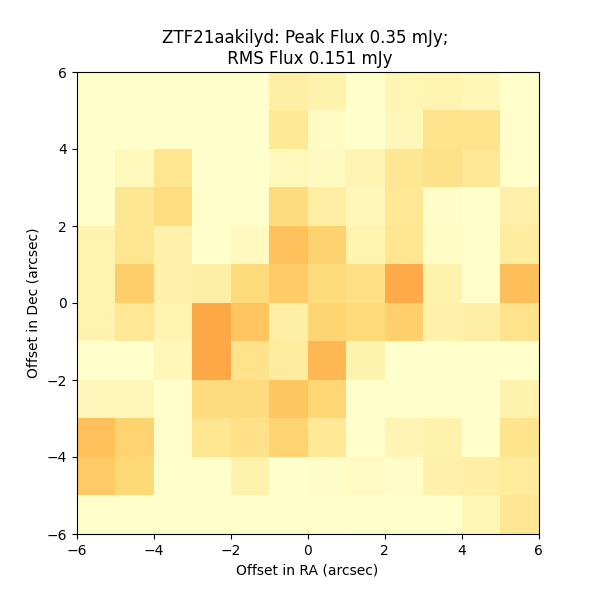 ZTF21aakilyd: Peak Flux 0.35 mJy;
RMS Flux 0.151 mJy
6
4
2
0
−2
−4
−6
Offset in Dec (arcsec)
−6 −4 −2 0 2 4 6
Offset in RA (arcsec)